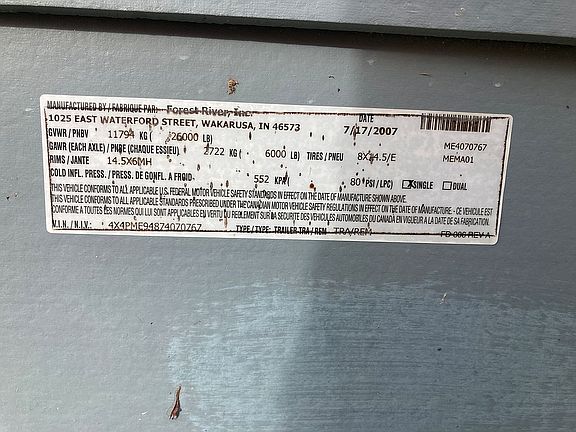 MANUFACTURED BY / FABRIQUE PAR: Forest River, Inc.
1025 EAST WATERFORD STREET, WAKARUSA, IN 46573 DATE
GVWR / PNBV 11794 KG ( 26000 LB) 7/17/2007
GAWR (EACH AXLE) / PNBE (CHAQUE ESSIEU) 2722 KG ( 6000 LB) TIRES / PNEU 8X14.5/E ME4070767
RIMS / JANTE 14.5X6MH MEMA01
COLD INFL. PRESS. / PRESS. DE GONFL. A FROID 552 KPA ( 80 PSI / LPC) ☒ SINGLE ☐ DUAL
THIS VEHICLE CONFORMS TO ALL APPLICABLE U.S. FEDERAL MOTOR VEHICLE SAFETY STANDARDS IN EFFECT ON THE DATE OF MANUFACTURE SHOWN ABOVE.
THIS VEHICLE CONFORMS TO ALL APPLICABLE STANDARDS PRESCRIBED UNDER THE CANADIAN MOTOR VEHICLE SAFETY REGULATIONS IN EFFECT ON THE DATE OF MANUFACTURE - CE VEHICULE EST
CONFORME A TOUTES LES NORMES QUI LUI SONT APPLICABLES EN VERTU DU REGLEMENT SUR LA SECURITE DES VEHICULES AUTOMOBILES DU CANADA EN VIGUEUR A LA DATE DE SA FABRICATION.
V.I.N. / N.I.V.: 4X4PME94874070767 TYPE / TYPE: TRAILER-TRA / REM TRA/REM FD-006 REV A